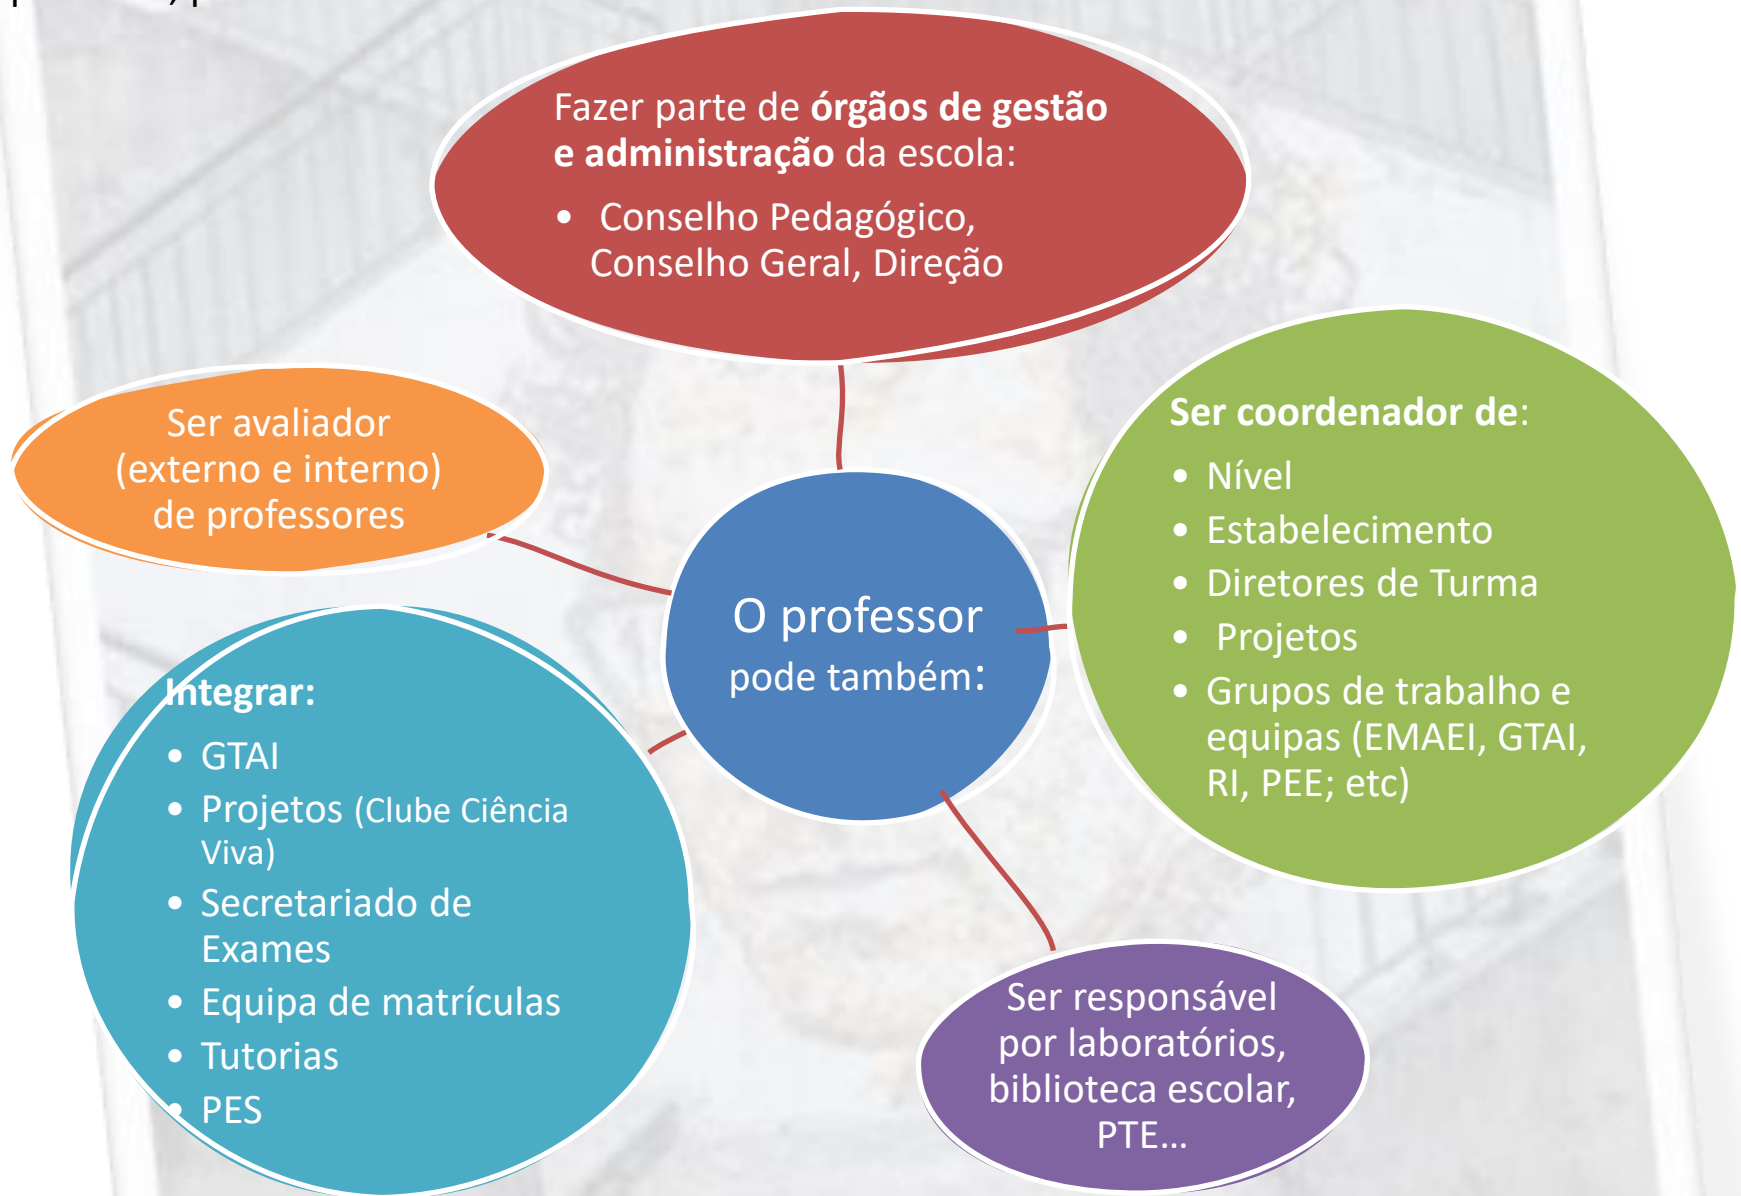 Fazer parte de órgãos de gestão
e administração da escola:
• Conselho Pedagógico,
Conselho Geral, Direção
Ser avaliador
(externo e interno)
de professores
O professor
pode também:
Ser coordenador de:
• Nível
• Estabelecimento
• Diretores de Turma
• Projetos
• Grupos de trabalho e
equipas (EMAEI, GTAI,
RI, PEE; etc)
Integrar:
• GTAI
• Projetos (Clube Ciência
Viva)
• Secretariado de
Exames
• Equipa de matrículas
• Tutorias
• PES
Ser responsável
por laboratórios,
biblioteca escolar,
PTE...